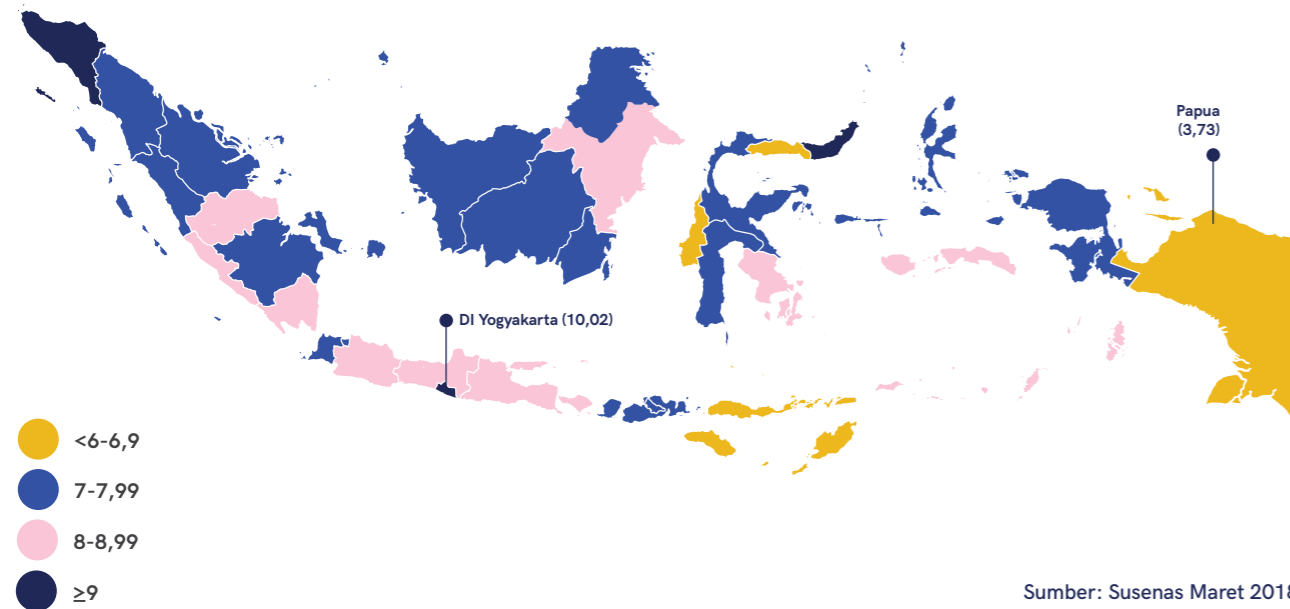 Papua
(3,73)
DI Yogyakarta (10,02)
<6-6,9
7-7,99
8-8,99
≥9
Sumber: Susenas Maret 2018